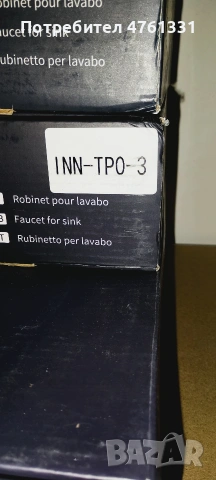 Потребител 4761331
Robinet pour lavabo
Faucet for sink
Rubinetto per lavabo
INN-TPO-3
Robinet pour lavabo
Faucet for sink
Rubinetto per lavabo
BAZAR